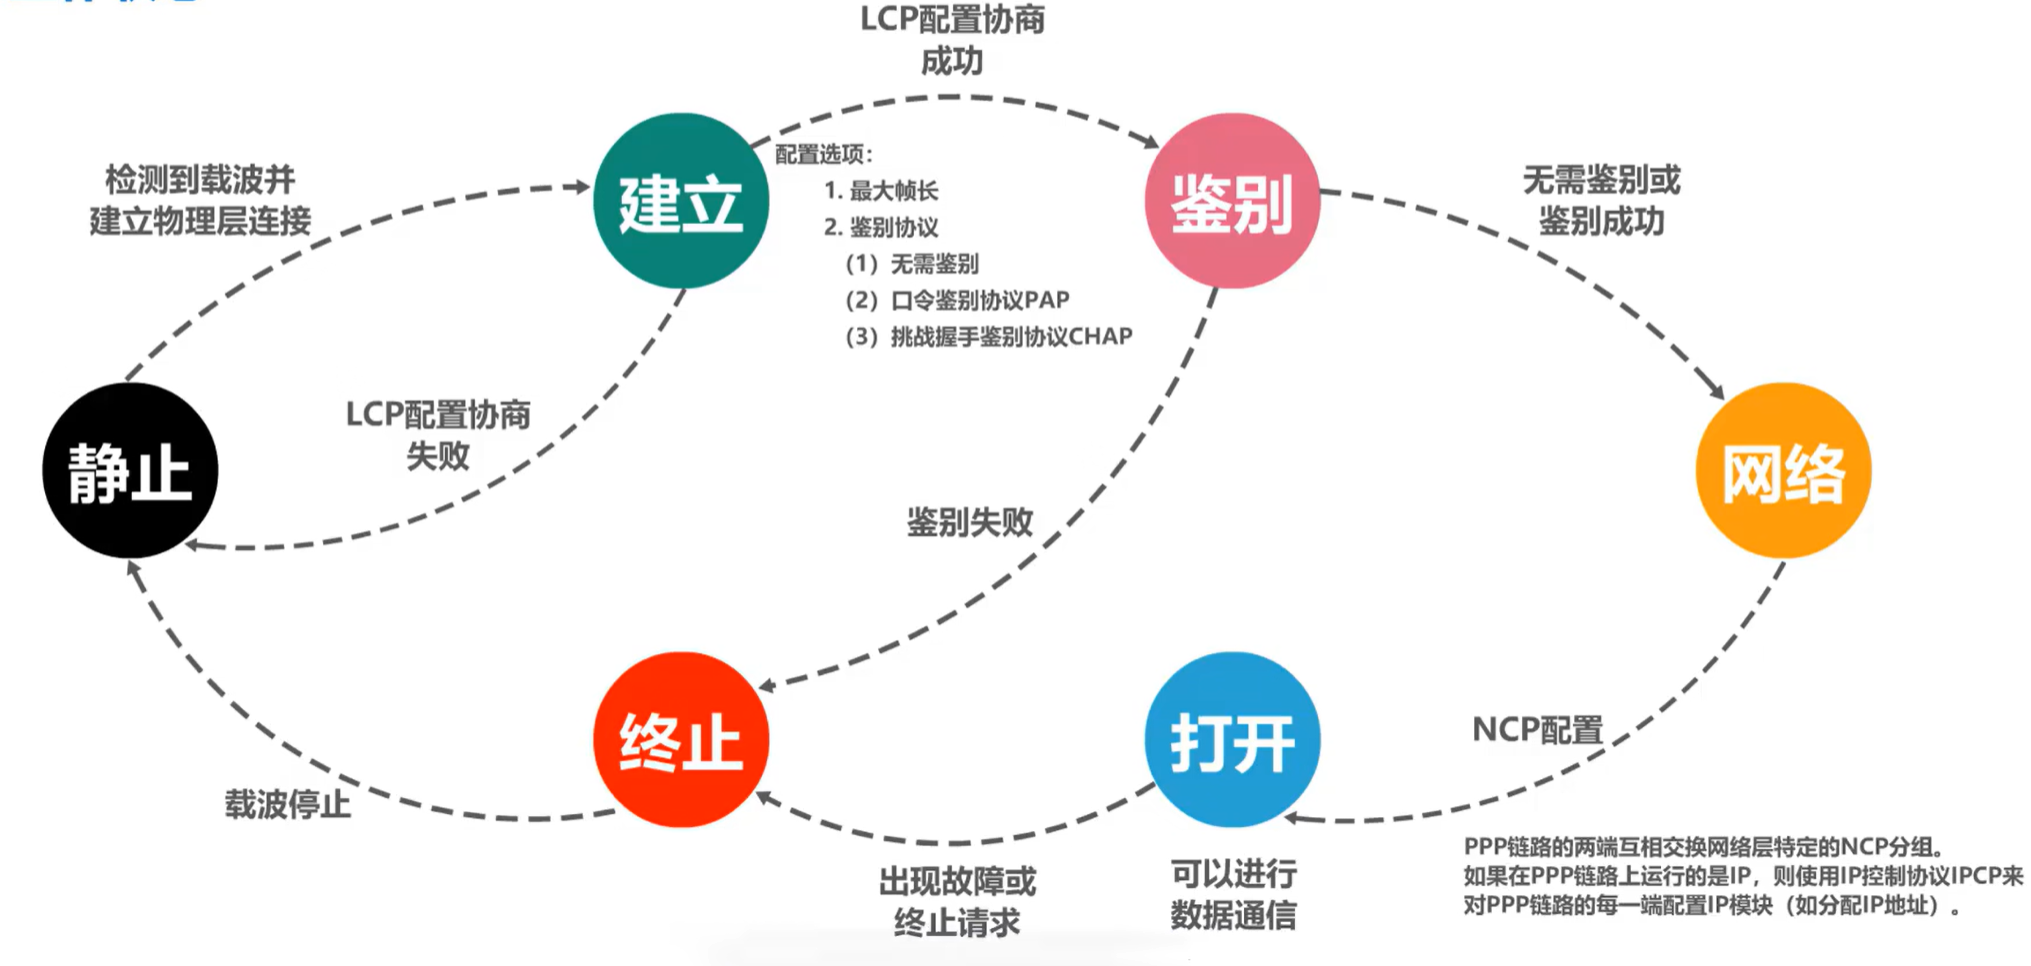 LCP配置协商
成功
检测到载波并
建立物理层连接
建立
配置选项：
1. 最大帧长
2. 鉴别协议
（1）无需鉴别
（2）口令鉴别协议PAP
（3）挑战握手鉴别协议CHAP
鉴别
无需鉴别或
鉴别成功
静止
LCP配置协商
失败
网络
鉴别失败
终止
打开
NCP配置
载波停止
出现故障或
终止请求
可以进行
数据通信
PPP链路的两端互相交换网络层特定的NCP分组。
如果在PPP链路上运行的是IP，则使用IP控制协议IPCP来
对PPP链路的每一端配置IP模块（如分配IP地址）。